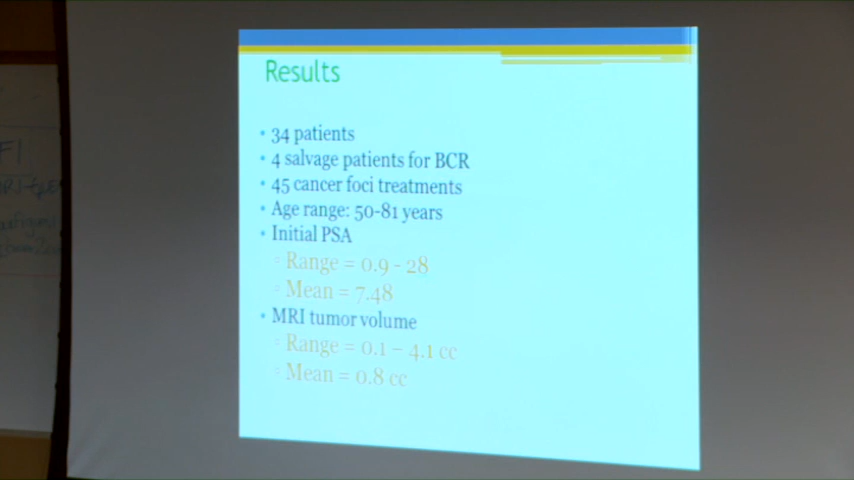 Results
• 34 patients
• 4 salvage patients for BCR
• 45 cancer foci treatments
• Age range: 50-81 years
• Initial PSA
▫ Range = 0.9 - 28
▫ Mean = 7.48
• MRI tumor volume
▫ Range = 0.1 – 4.1 cc
▫ Mean = 0.8 cc